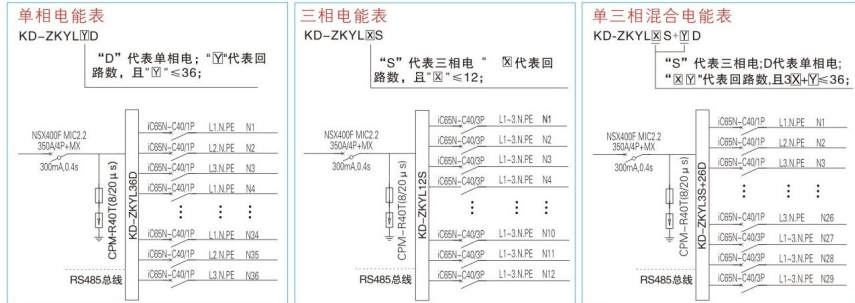 单相电能表
KD-ZKYL🅈D
"D"代表单相电；"🅈"代表回
路数，且"🅈"≤36；
NSX400F MIC2.2
350A/4P+MX
300mA,0.4s
CPM-R40T(8/20μs)
KD-ZKYL36D
iC65N-C40/1P L1.N.PE N1
iC65N-C40/1P L2.N.PE N2
iC65N-C40/1P L3.N.PE N3
iC65N-C40/1P L1.N.PE N4
iC65N-C40/1P L1.N.PE N34
iC65N-C40/1P L2.N.PE N35
iC65N-C40/1P L3.N.PE N36
RS485总线
三相电能表
KD-ZKYL🅇S
"S"代表三相电 " 🅇代表回
路数，且"🅇"≤12；
NSX400F MIC2.2
350A/4P+MX
300mA,0.4s
CPM-R40T(8/20μs)
KD-ZKYL12S
iC65N-C40/3P L1~3.N.PE N1
iC65N-C40/3P L1~3.N.PE N2
iC65N-C40/3P L1~3.N.PE N3
iC65N-C40/3P L1~3.N.PE N4
iC65N-C40/3P L1~3.N.PE N10
iC65N-C40/3P L1~3.N.PE N11
iC65N-C40/3P L1~3.N.PE N12
RS485总线
单三相混合电能表
KD-ZKYL🅇S+🅈D
"S"代表三相电;D代表单相电;
"🅇🅈"代表回路数,且3🅇+🅈≤36;
NSX400F MIC2.2
350A/4P+MX
300mA,0.4s
CPM-R40T(8/20μs)
KD-ZKYL3S+26D
iC65N-C40/1P L1.N.PE N1
iC65N-C40/1P L2.N.PE N2
iC65N-C40/1P L3.N.PE N3
iC65N-C40/1P L3.N.PE N26
iC65N-C40/3P L1~3.N.PE N27
iC65N-C40/3P L1~3.N.PE N28
iC65N-C40/3P L1~3.N.PE N29
RS485总线